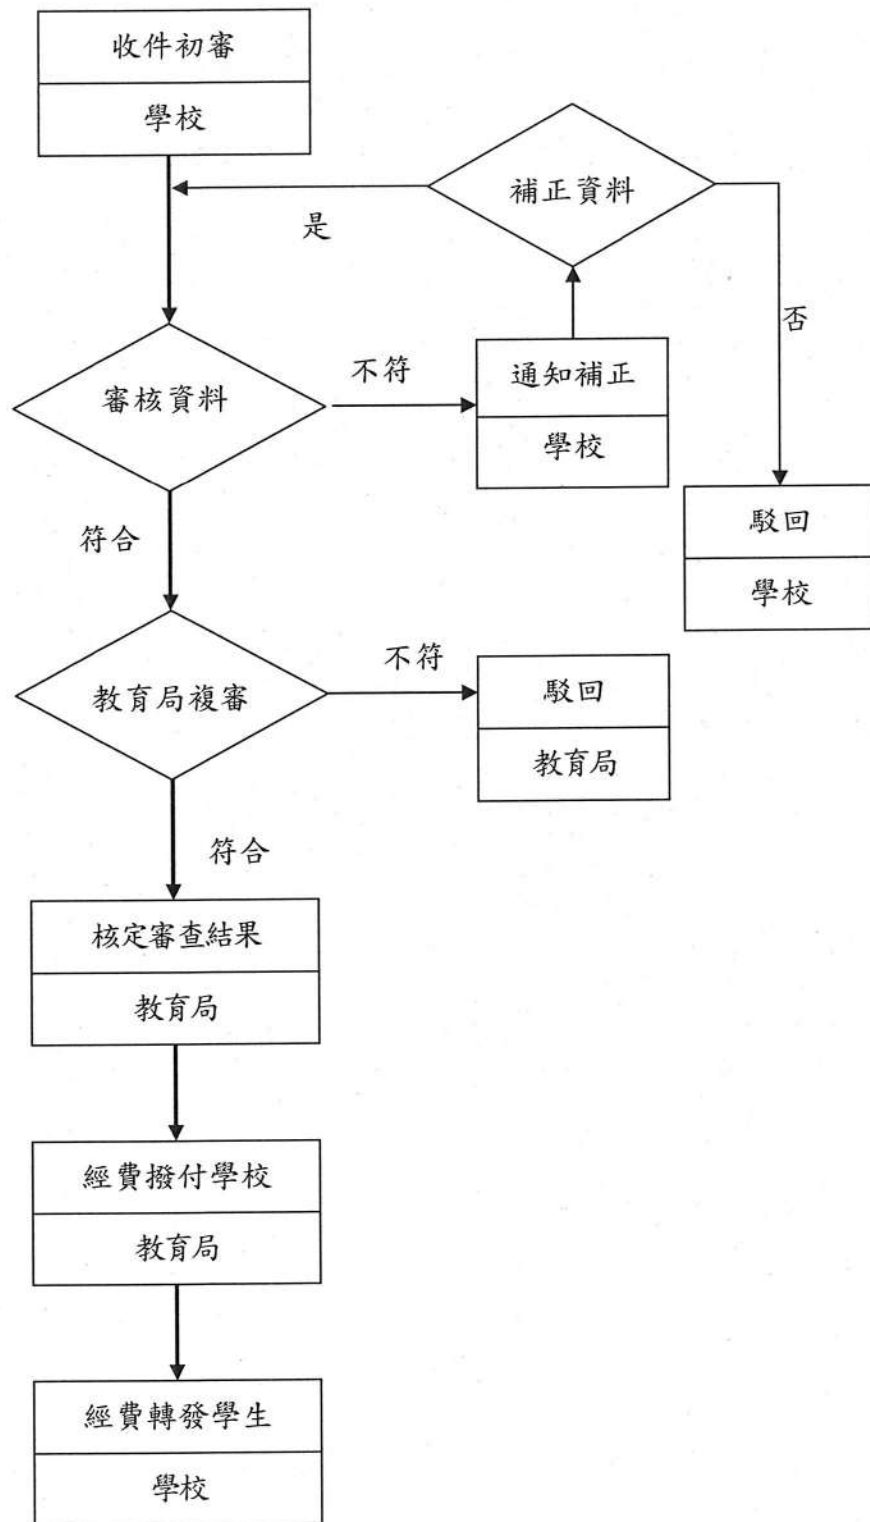 收件初審
學校
補正資料
是
否
審核資料
不符
通知補正
學校
駁回
學校
符合
教育局複審
不符
駁回
教育局
符合
核定審查結果
教育局
經費撥付學校
教育局
經費轉發學生
學校